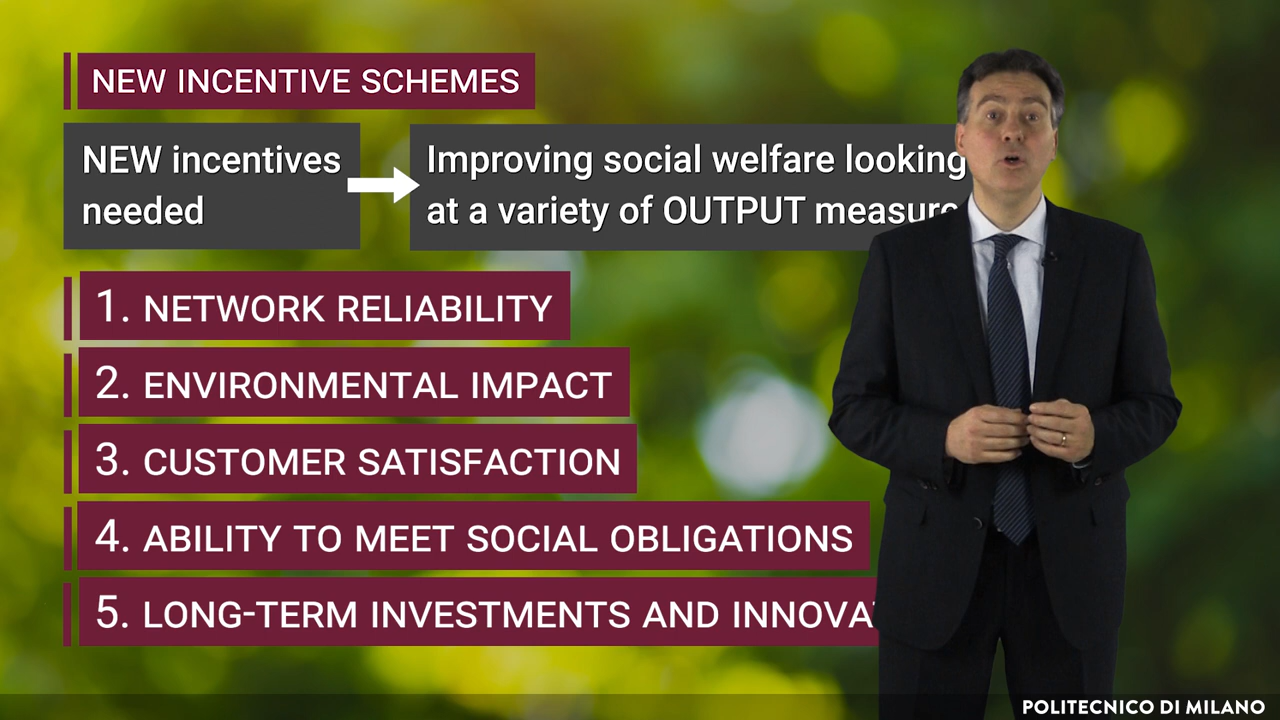 NEW INCENTIVE SCHEMES
NEW incentives
needed
Improving social welfare looking
at a variety of OUTPUT
1. NETWORK RELIABILITY
2. ENVIRONMENTAL IMPACT
3. CUSTOMER SATISFACTION
4. ABILITY TO MEET SOCIAL OBLIGATIONS
5. LONG-TERM INVESTMENTS AND
POLITECNICO DI MILANO